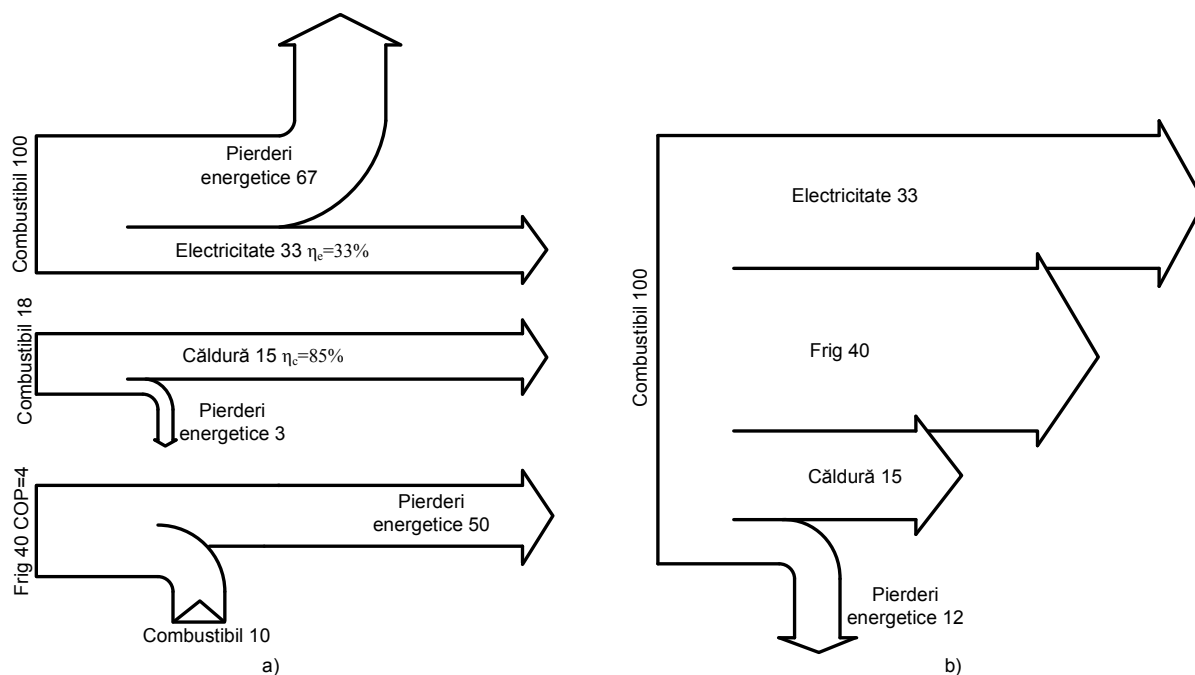 Combustibil 100
Pierderi
energetice 67
Electricitate 33 ηe=33%
Combustibil 18
Căldură 15 ηc=85%
Pierderi
energetice 3
Frig 40 COP=4
Pierderi
energetice 50
Combustibil 10
a)
Combustibil 100
Electricitate 33
Frig 40
Căldură 15
Pierderi
energetice 12
b)